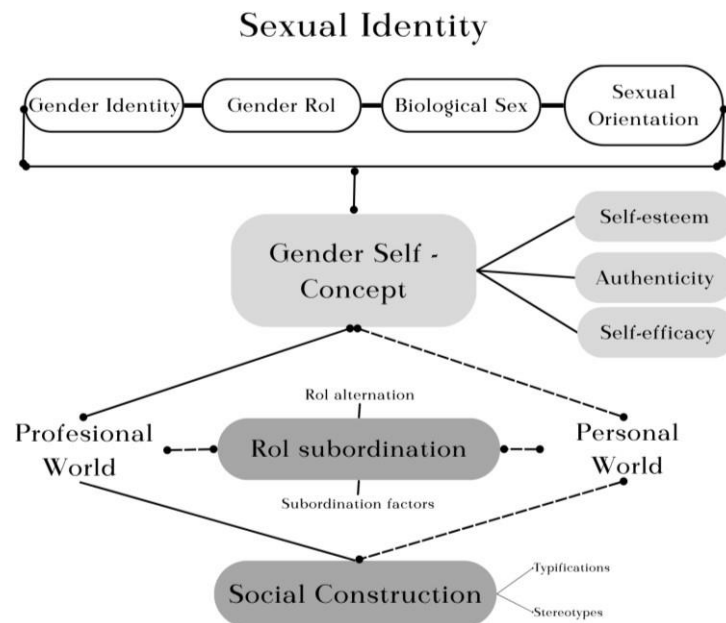 Sexual Identity
Gender Identity
Gender Rol
Biological Sex
Sexual
Orientation
Gender Self -
Concept
Self-esteem
Authenticity
Self-efficacy
Profesional
World
Rol alternation
Rol subordination
Subordination factors
Personal
World
Social Construction
Typifications
Stereotypes